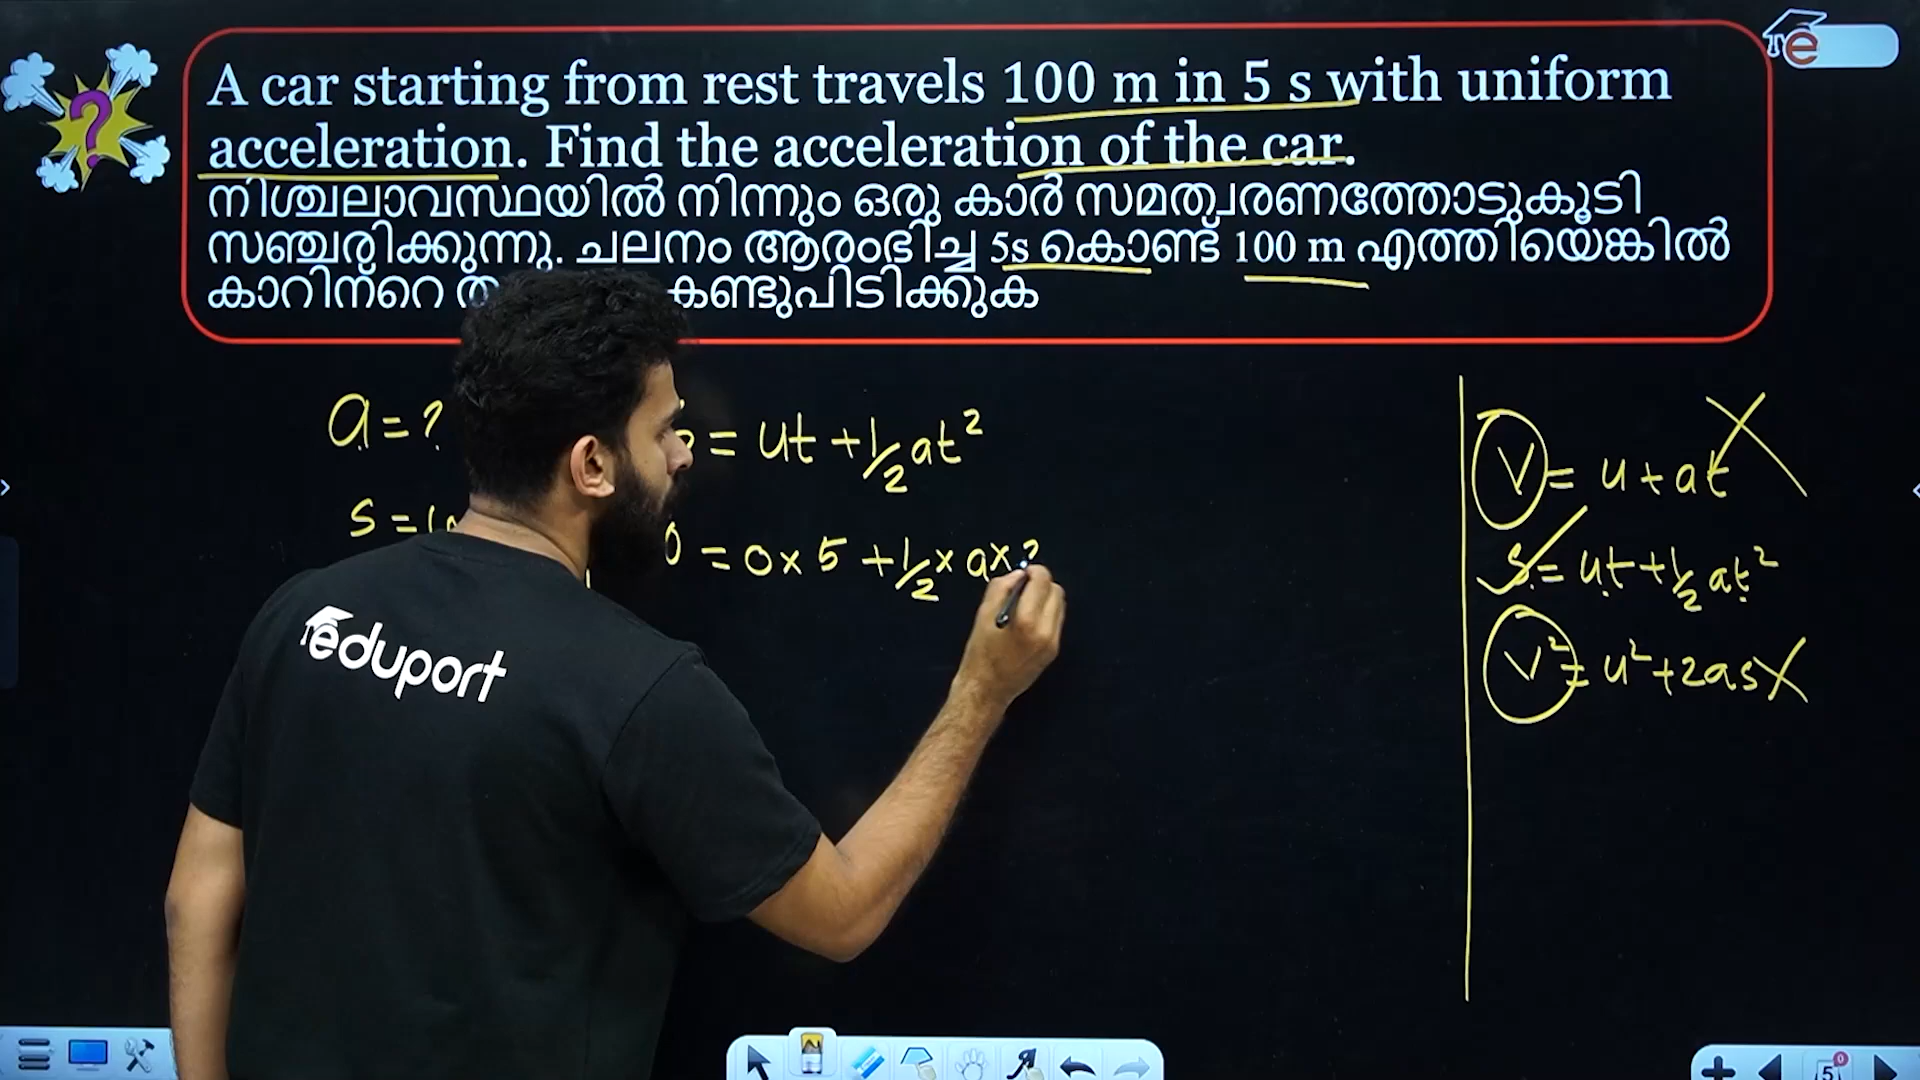 A car starting from rest travels 100 m in 5 s with uniform
acceleration. Find the acceleration of the car.
നിശ്ചലാവസ്ഥയിൽ നിന്നും ഒരു കാർ സമത്വരണത്തോടുകൂടി
സഞ്ചരിക്കുന്നു. ചലനം ആരംഭിച്ച 5s കൊണ്ട് 100 m എത്തിയെങ്കിൽ
കാറിന്റെ കണ്ടുപിടിക്കുക
a = ?
= ut + 1/2 at²
s =
= 0 × 5 + 1/2 × a ×
V = u + at
s = ut + 1/2 at²
V² = u² + 2as
eduport
e
5
0